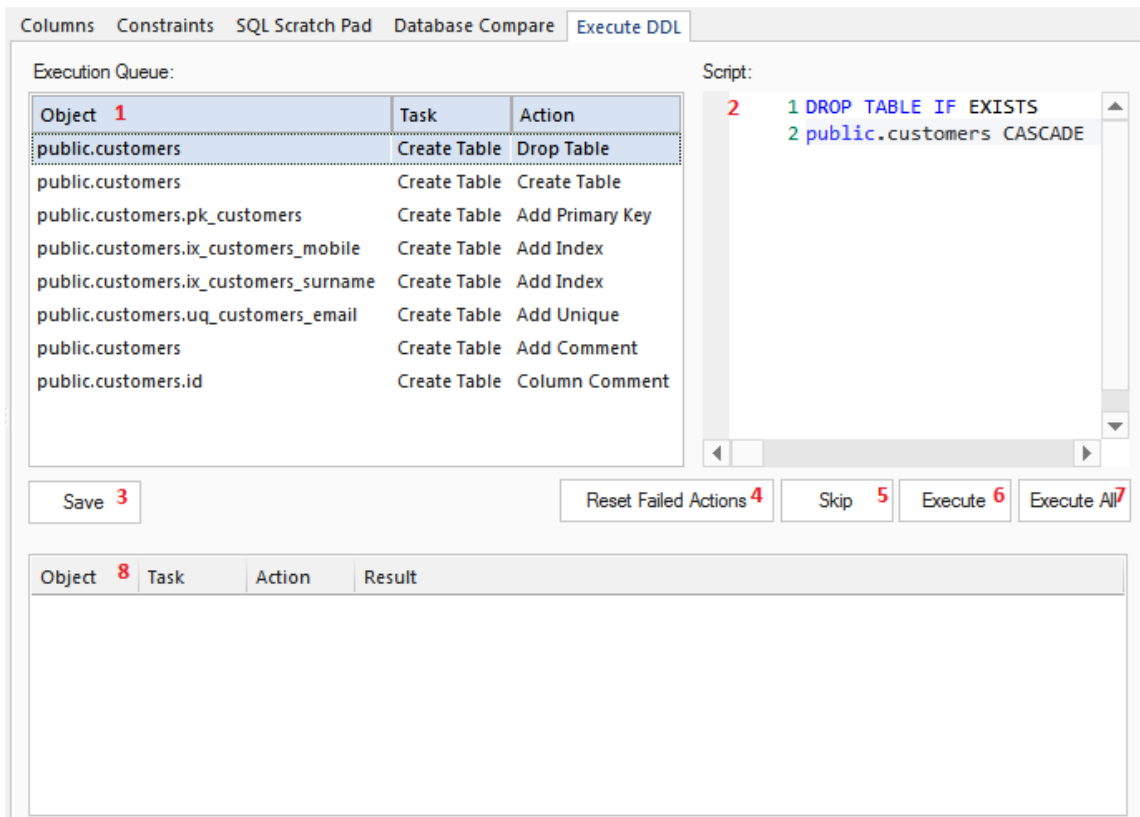 Columns Constraints SQL Scratch Pad Database Compare Execute DDL
Execution Queue:
Script:
Object 1 Task Action
public.customers Create Table Drop Table
public.customers Create Table Create Table
public.customers.pk_customers Create Table Add Primary Key
public.customers.ix_customers_mobile Create Table Add Index
public.customers.ix_customers_surname Create Table Add Index
public.customers.uq_customers_email Create Table Add Unique
public.customers Create Table Add Comment
public.customers.id Create Table Column Comment
2 1 DROP TABLE IF EXISTS
2 public.customers CASCADE
Save 3 Reset Failed Actions 4 Skip 5 Execute 6 Execute All 7
Object 8 Task Action Result